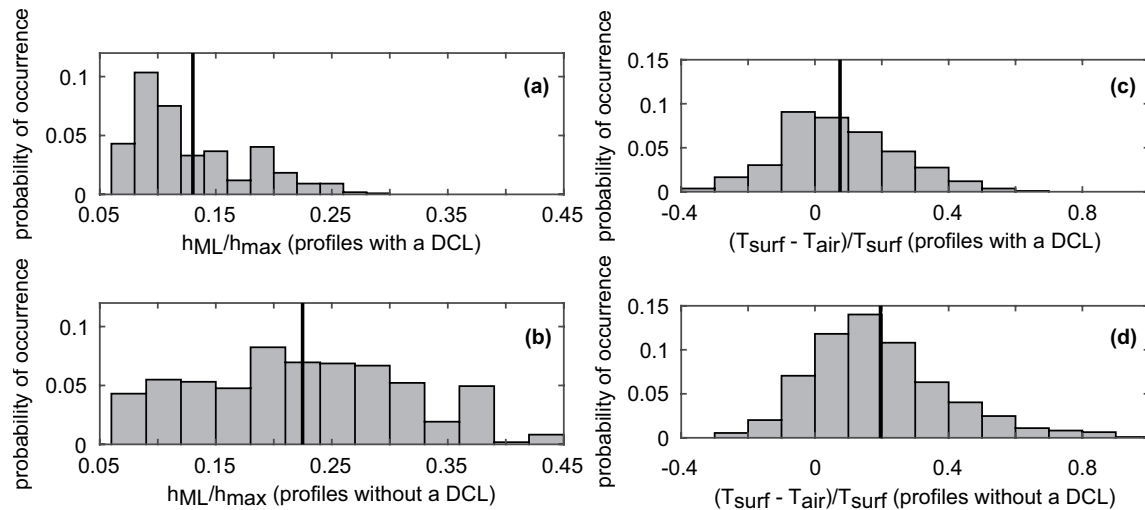 probability of occurrence
0.1
0.05
0
(a)
0.05 0.15 0.25 0.35 0.45
hML/hmax (profiles with a DCL)
probability of occurrence
0.1
0.05
0
(b)
0.05 0.15 0.25 0.35 0.45
hML/hmax (profiles without a DCL)
probability of occurrence
0.15
0.1
0.05
0
(c)
-0.4 0 0.4 0.8
(Tsurf - Tair)/Tsurf (profiles with a DCL)
probability of occurrence
0.15
0.1
0.05
0
(d)
-0.4 0 0.4 0.8
(Tsurf - Tair)/Tsurf (profiles without a DCL)